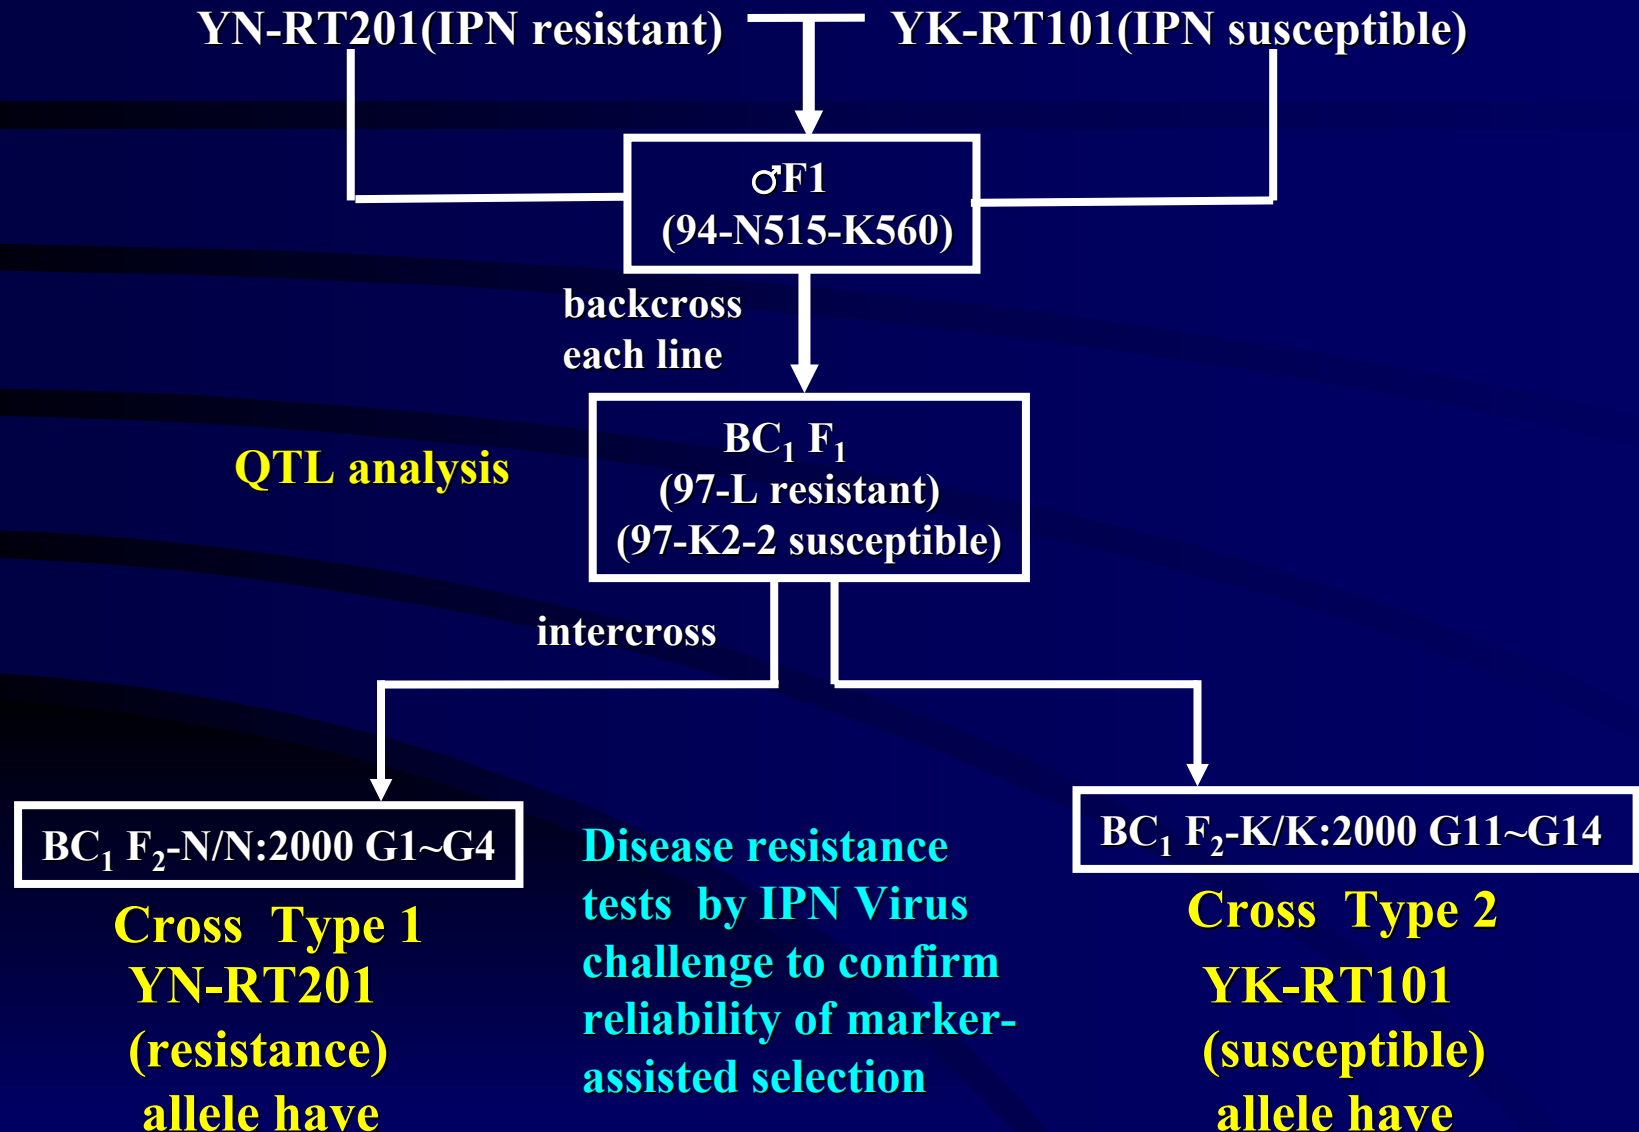 YN-RT201(IPN resistant)
YK-RT101(IPN susceptible)
♂F1
(94-N515-K560)
backcross
each line
QTL analysis
BC₁ F₁
(97-L resistant)
(97-K2-2 susceptible)
intercross
BC₁ F₂-N/N:2000 G1~G4
Cross Type 1
YN-RT201
(resistance)
allele have
Disease resistance
tests by IPN Virus
challenge to confirm
reliability of marker-
assisted selection
BC₁ F₂-K/K:2000 G11~G14
Cross Type 2
YK-RT101
(susceptible)
allele have